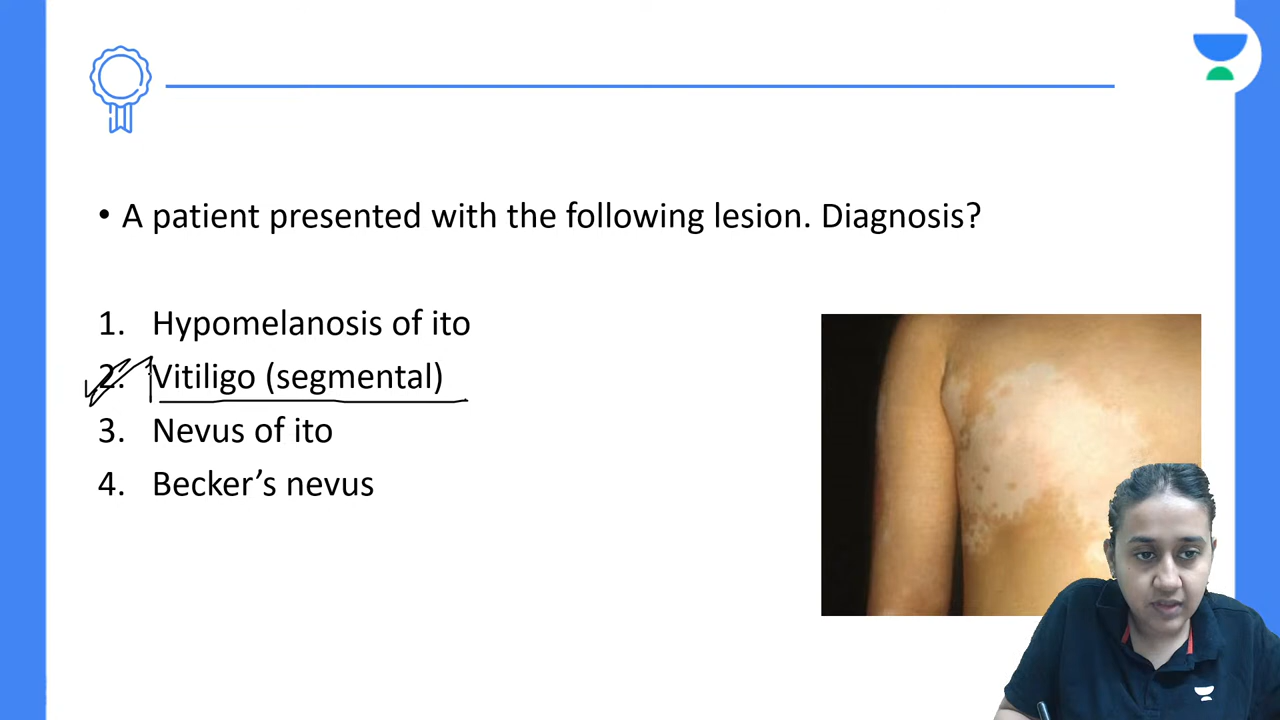 • A patient presented with the following lesion. Diagnosis?
1. Hypomelanosis of ito
2. Vitiligo (segmental)
3. Nevus of ito
4. Becker’s nevus